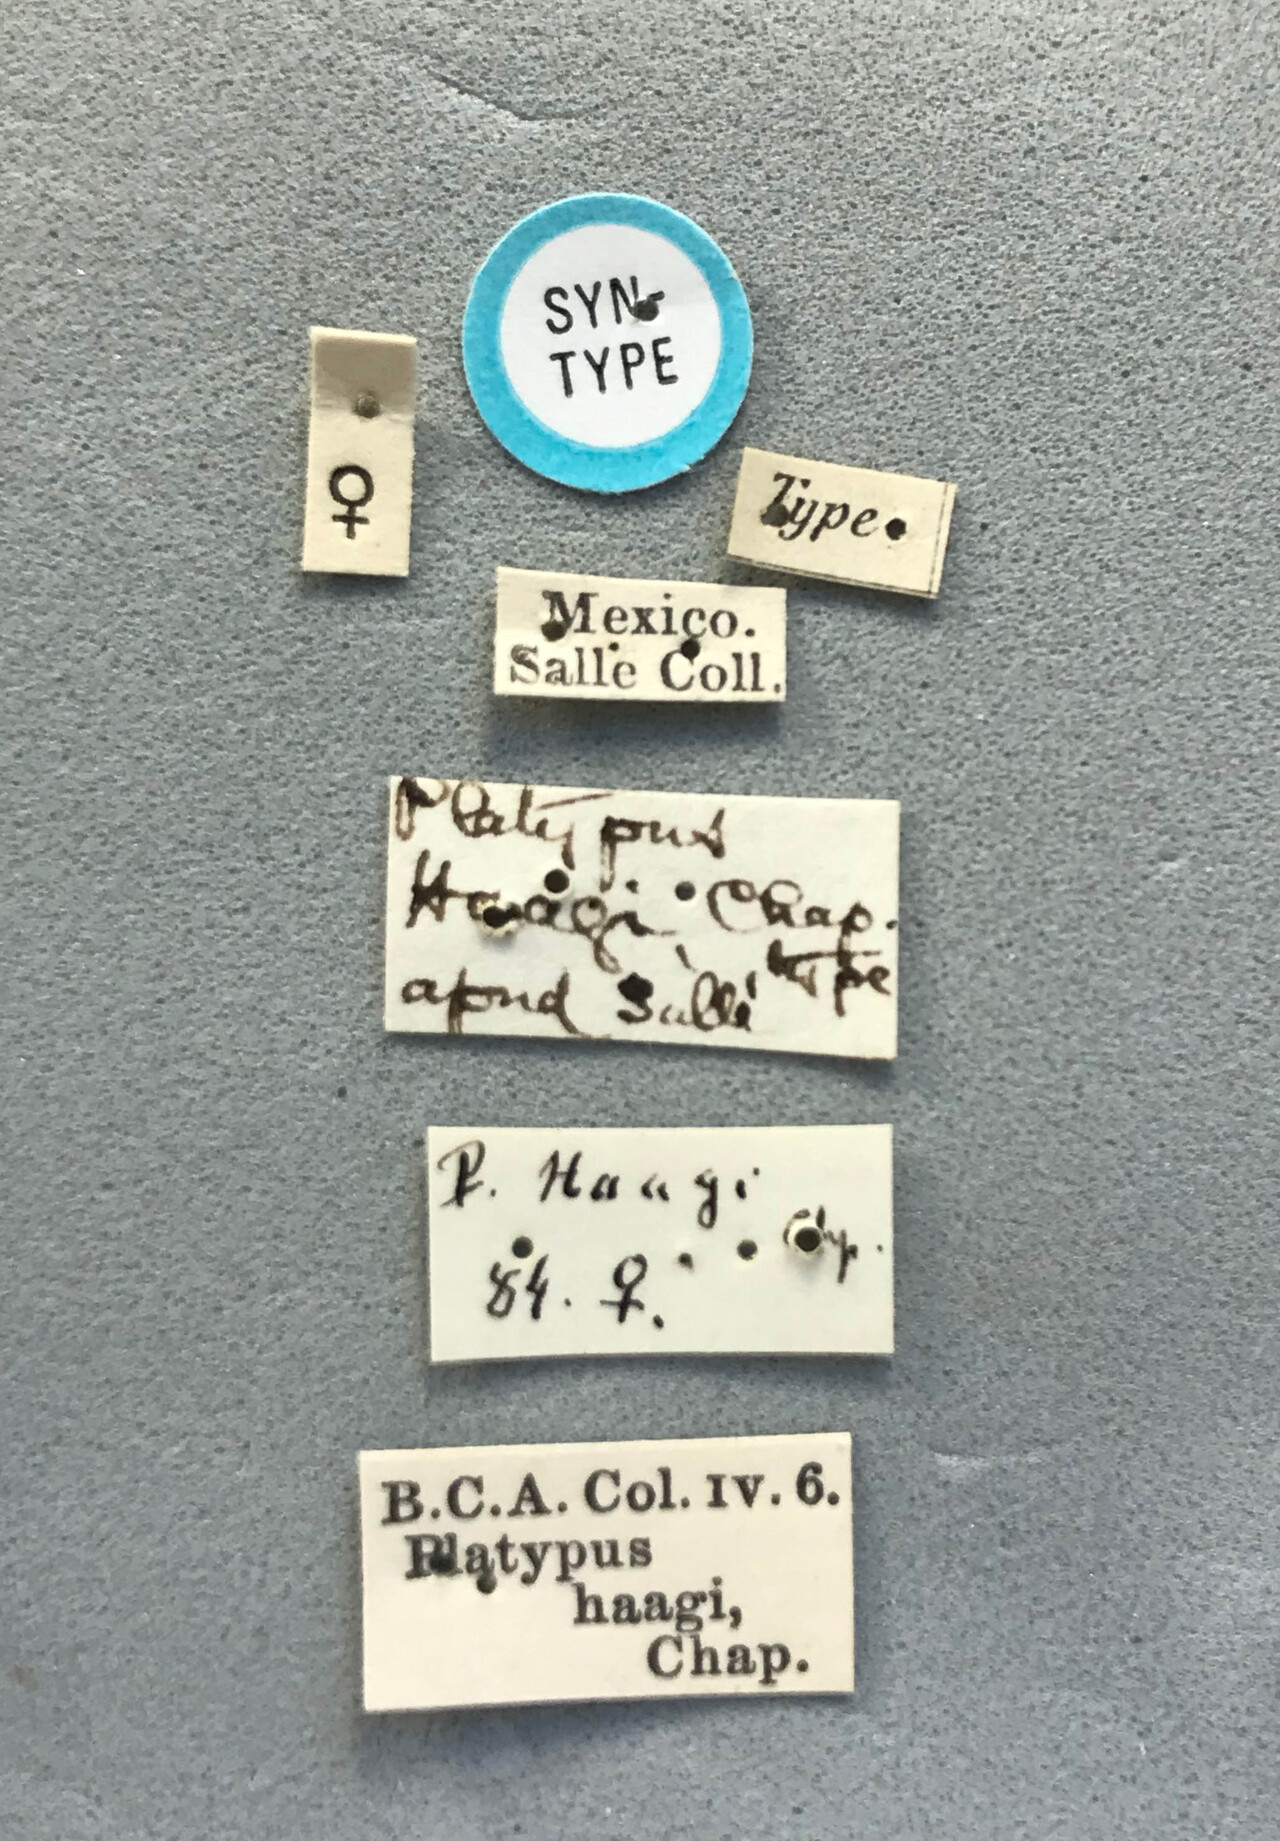 SYN-
TYPE
♀
Type.
Mexico.
Salle Coll.
Platypus
Haagi Chap.
type
apud Sallé
P. Haagi
Chp.
84. ♀.
B.C.A. Col. IV. 6.
Platypus
haagi,
Chap.